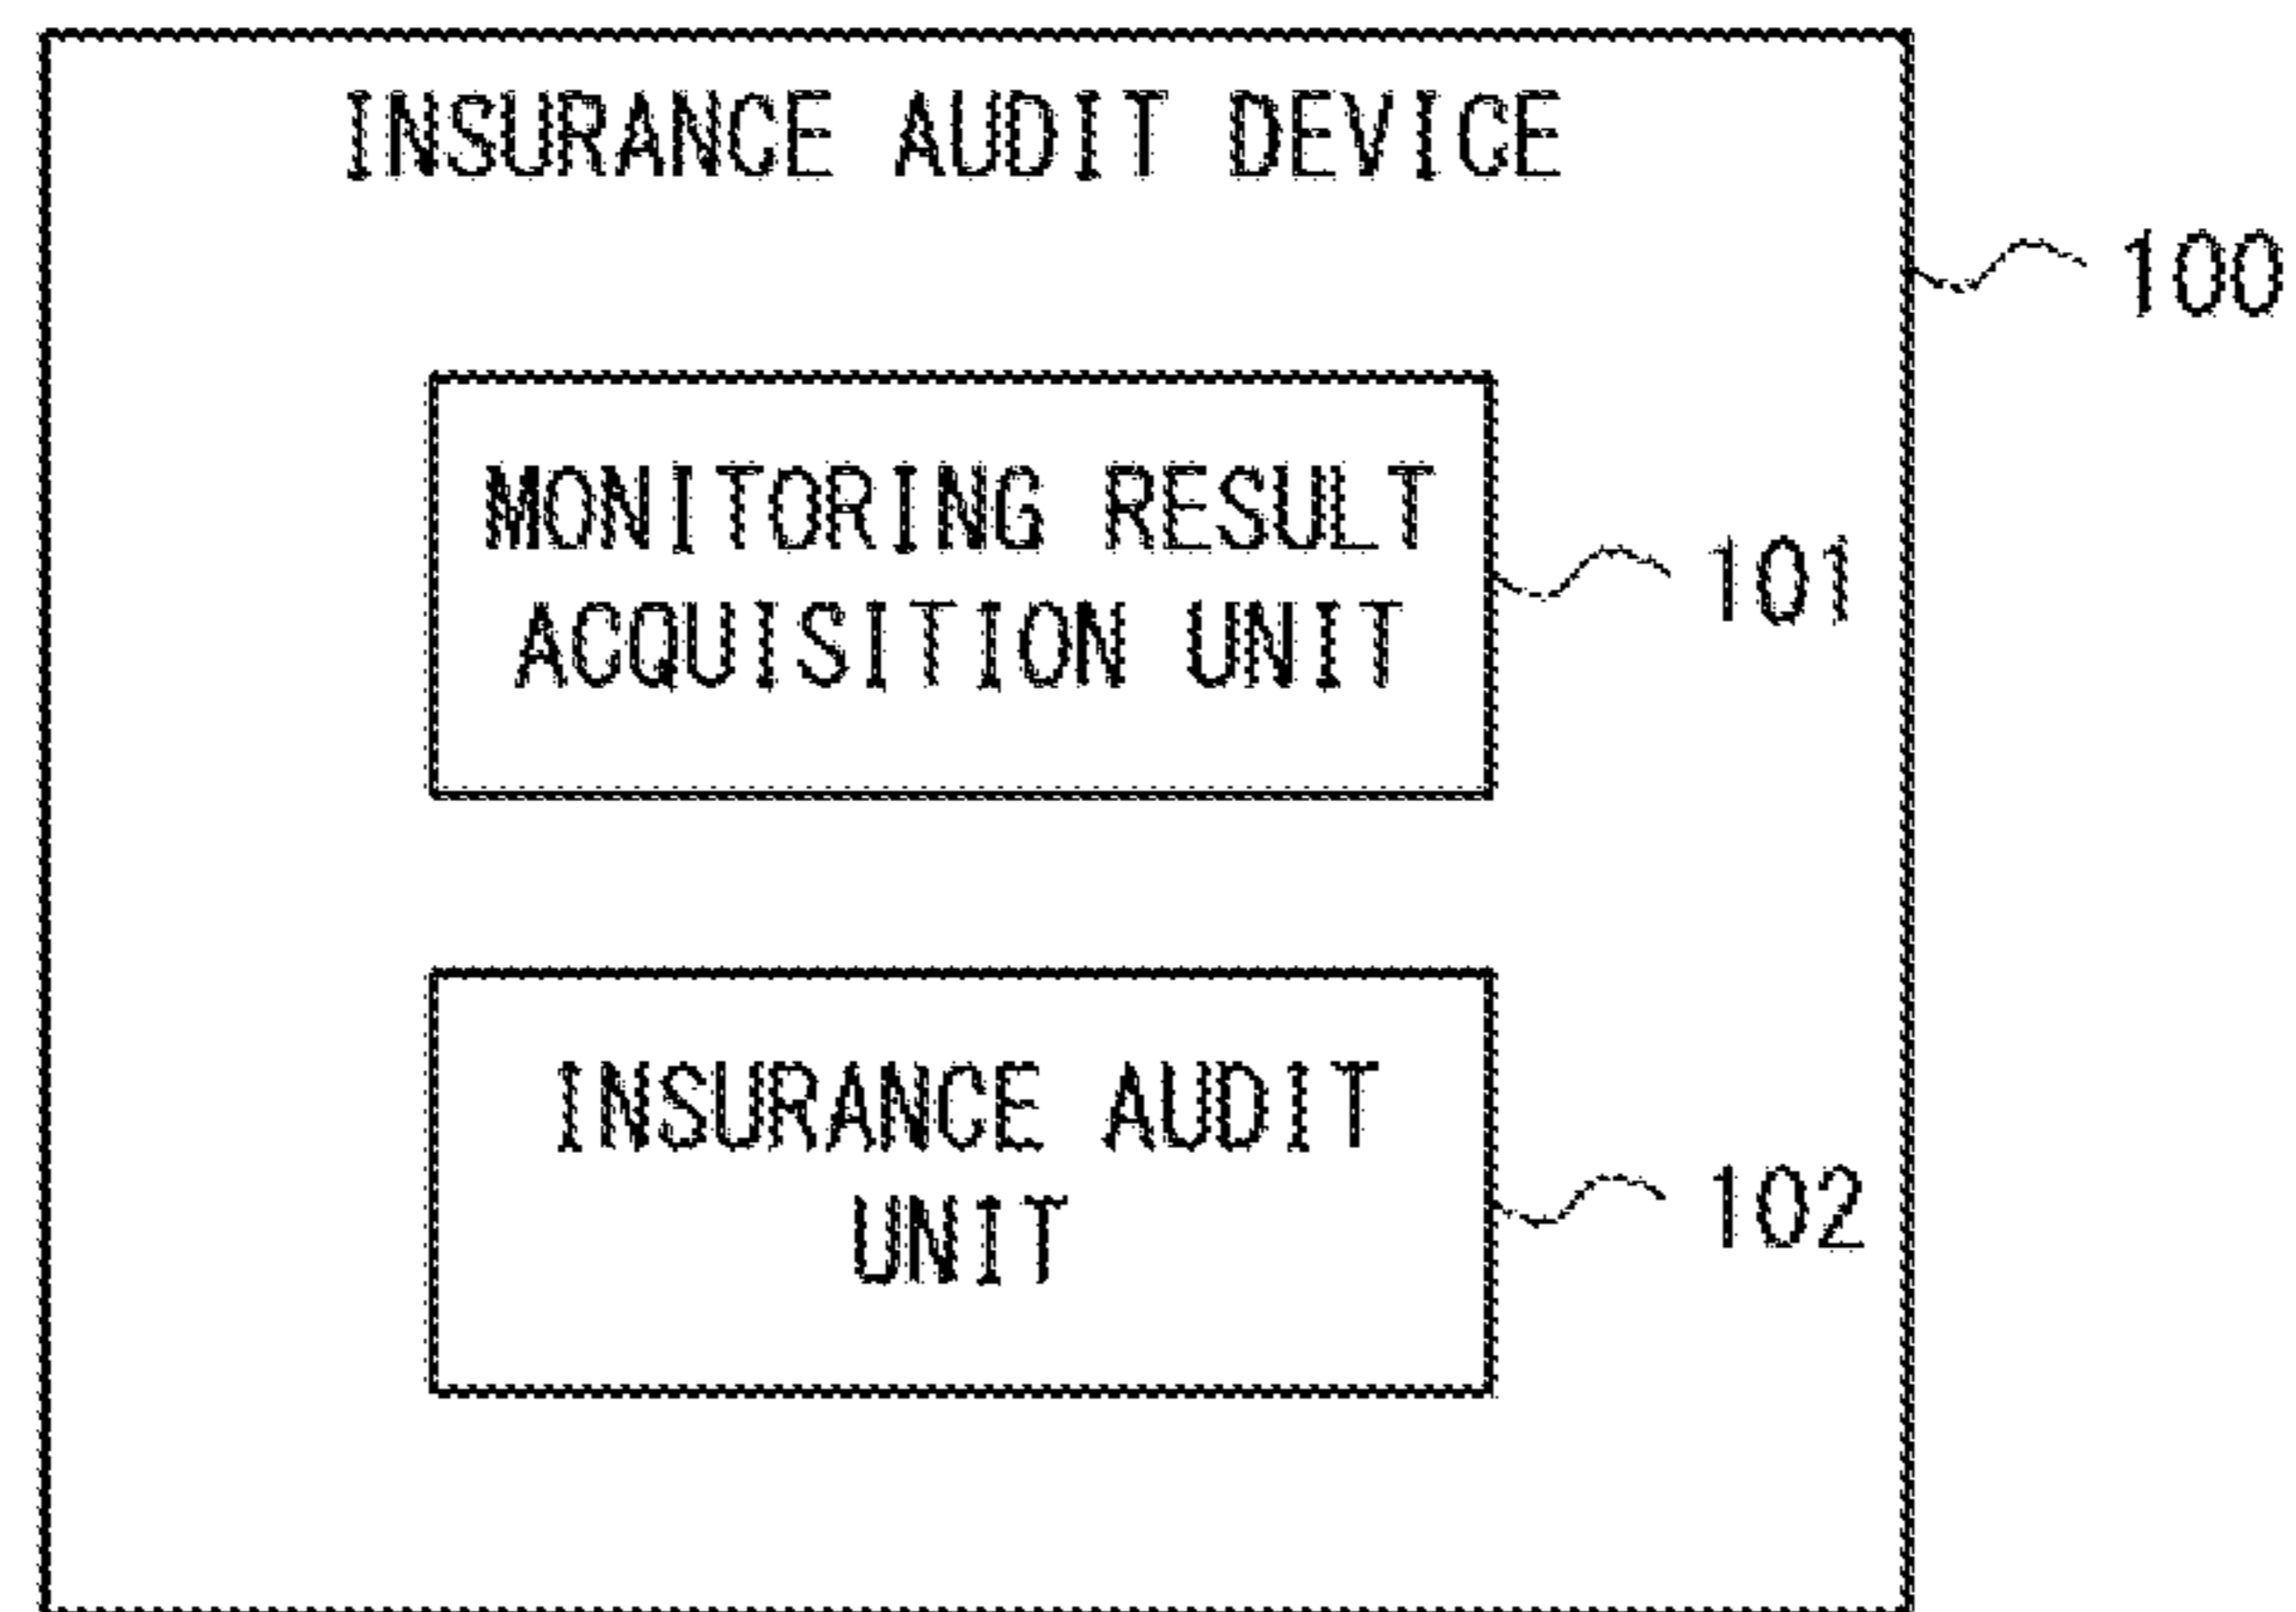 INSURANCE AUDIT DEVICE
100
MONITORING RESULT
ACQUISITION UNIT
101
INSURANCE AUDIT
UNIT
102